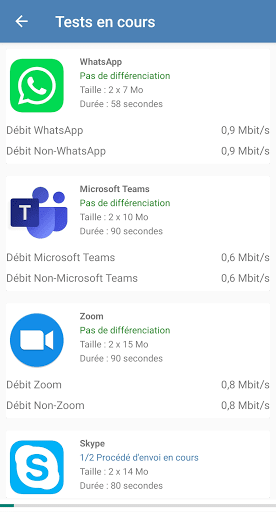 Tests en cours
WhatsApp
Pas de différenciation
Taille : 2 x 7 Mo
Durée : 58 secondes
Débit WhatsApp 0,9 Mbit/s
Débit Non-WhatsApp 0,9 Mbit/s
T
Microsoft Teams
Pas de différenciation
Taille : 2 x 10 Mo
Durée : 90 secondes
Débit Microsoft Teams 0,6 Mbit/s
Débit Non-Microsoft Teams 0,6 Mbit/s
Zoom
Pas de différenciation
Taille : 2 x 15 Mo
Durée : 90 secondes
Débit Zoom 0,8 Mbit/s
Débit Non-Zoom 0,8 Mbit/s
S
Skype
1/2 Procédé d'envoi en cours
Taille : 2 x 14 Mo
Durée : 80 secondes